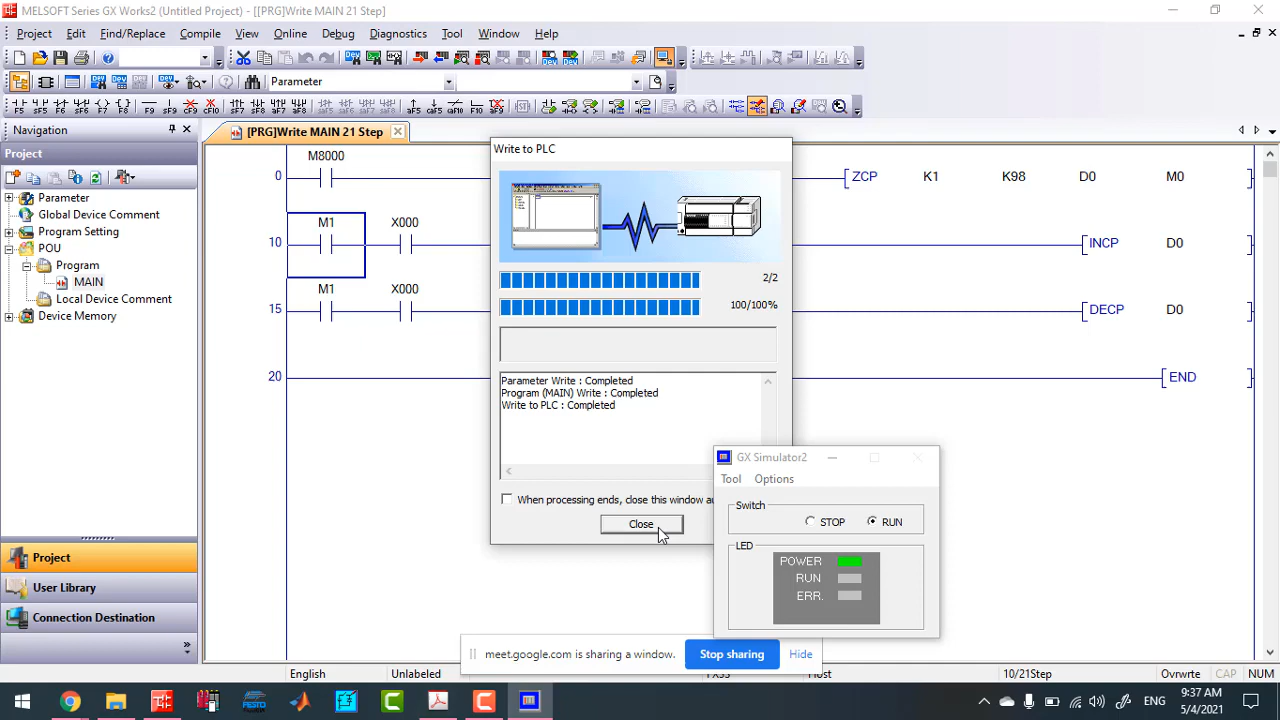 MELSOFT Series GX Works2 (Untitled Project) - [[PRG]Write MAIN 21 Step]
Project Edit Find/Replace Compile View Online Debug Diagnostics Tool Window Help
Parameter
Navigation
[PRG]Write MAIN 21 Step
Project
Parameter
Global Device Comment
Program Setting
POU
Program
MAIN
Local Device Comment
Device Memory
Project
User Library
Connection Destination
M8000
0 ZCP K1 K98 D0 M0
M1 X000
10 INCP D0
M1 X000
15 DECP D0
20 END
Write to PLC
2/2
100/100%
Parameter Write : Completed
Program (MAIN) Write : Completed
Write to PLC : Completed
When processing ends, close this window
Close
GX Simulator2
Tool Options
Switch
STOP RUN
LED
POWER
RUN
ERR.
meet.google.com is sharing a window. Stop sharing Hide
English Unlabeled Host 10/21Step Ovrwrte CAP NUM
ENG
9:37 AM
5/4/2021